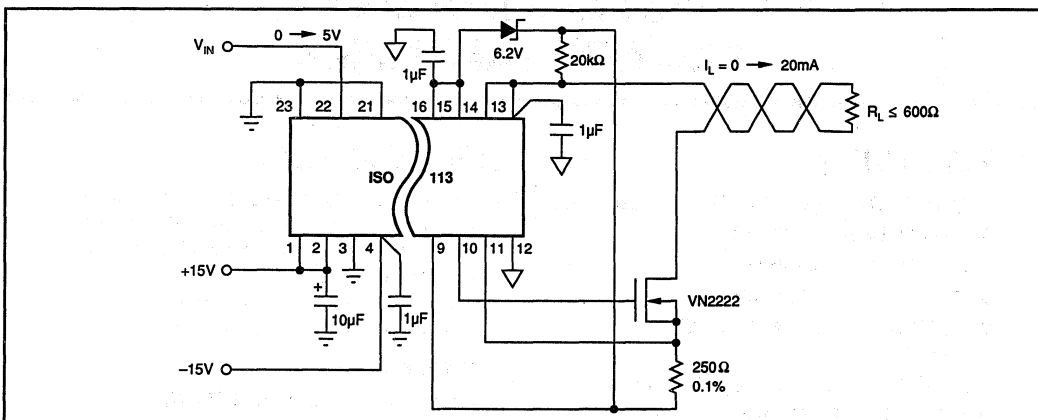 0 → 5V
V_IN
1µF
6.2V
20kΩ
I_L = 0 → 20mA
23 22 21 16 15 14 13
1µF
R_L ≤ 600Ω
ISO 113
1 2 3 4 9 10 11 12
+15V
+
10µF
1µF
VN2222
–15V
250Ω
0.1%